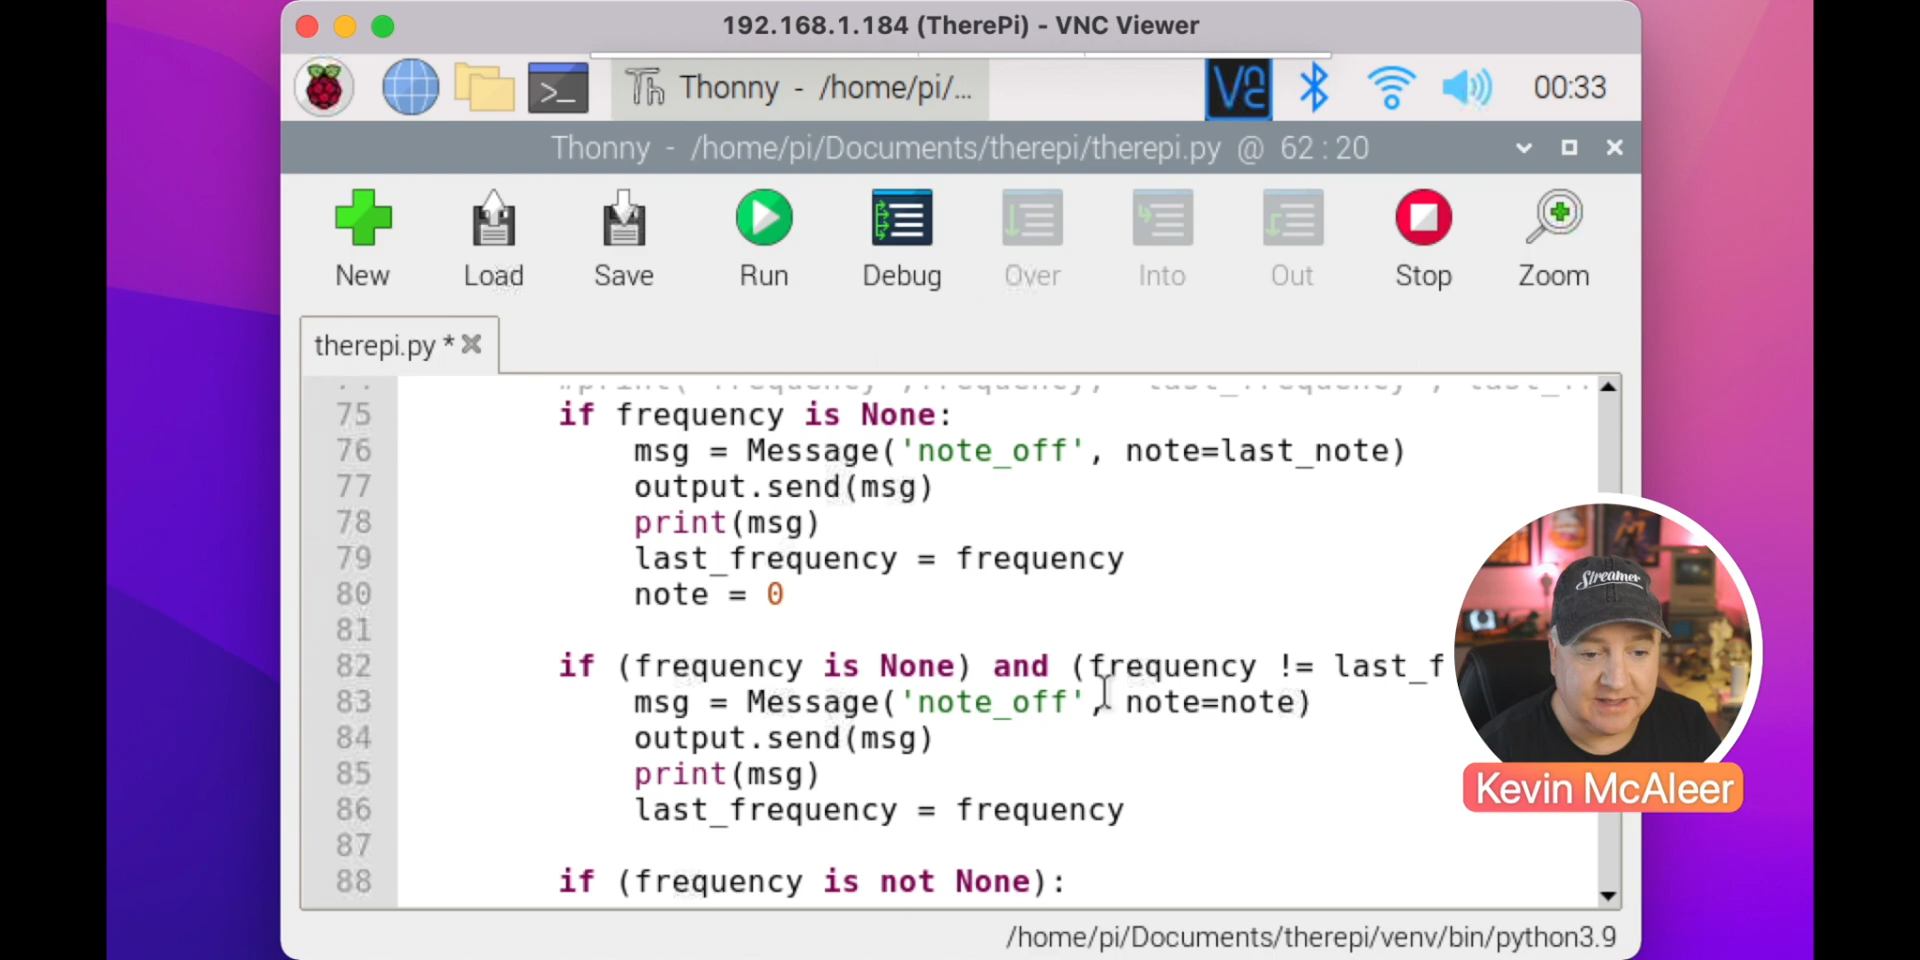 192.168.1.184 (TherePi) - VNC Viewer
Thonny - /home/pi/... 00:33
Thonny - /home/pi/Documents/therepi/therepi.py @ 62 : 20
New Load Save Run Debug Over Into Out Stop Zoom
therepi.py *
75 if frequency is None:
76 msg = Message('note_off', note=last_note)
77 output.send(msg)
78 print(msg)
79 last_frequency = frequency
80 note = 0
81
82 if (frequency is None) and (frequency != last_f
83 msg = Message('note_off', note=note)
84 output.send(msg)
85 print(msg)
86 last_frequency = frequency
87
88 if (frequency is not None):
Streamer
Kevin McAleer
/home/pi/Documents/therepi/venv/bin/python3.9